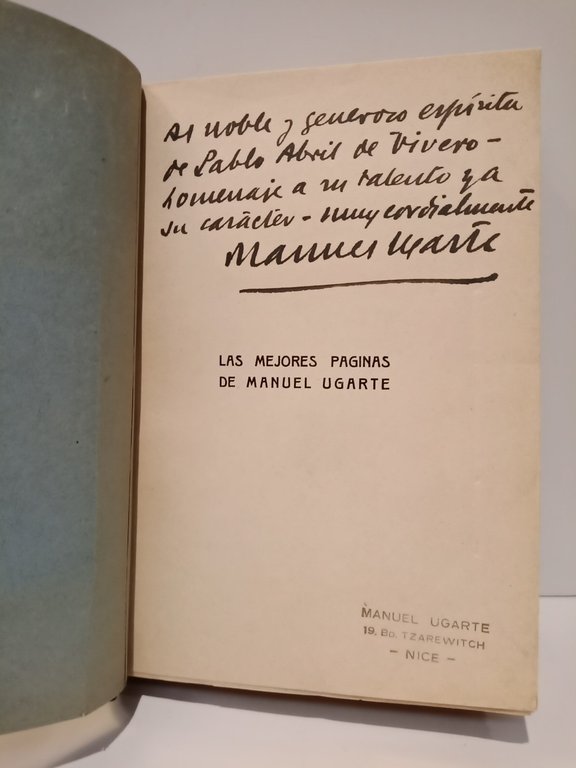 Al noble y generoso espíritu
de Pablo Abril de Vivero -
homenaje a su talento y a
su carácter - muy cordialmente
Manuel Ugarte
LAS MEJORES PAGINAS
DE MANUEL UGARTE
MANUEL UGARTE
19, BD. TZAREWITCH
- NICE -